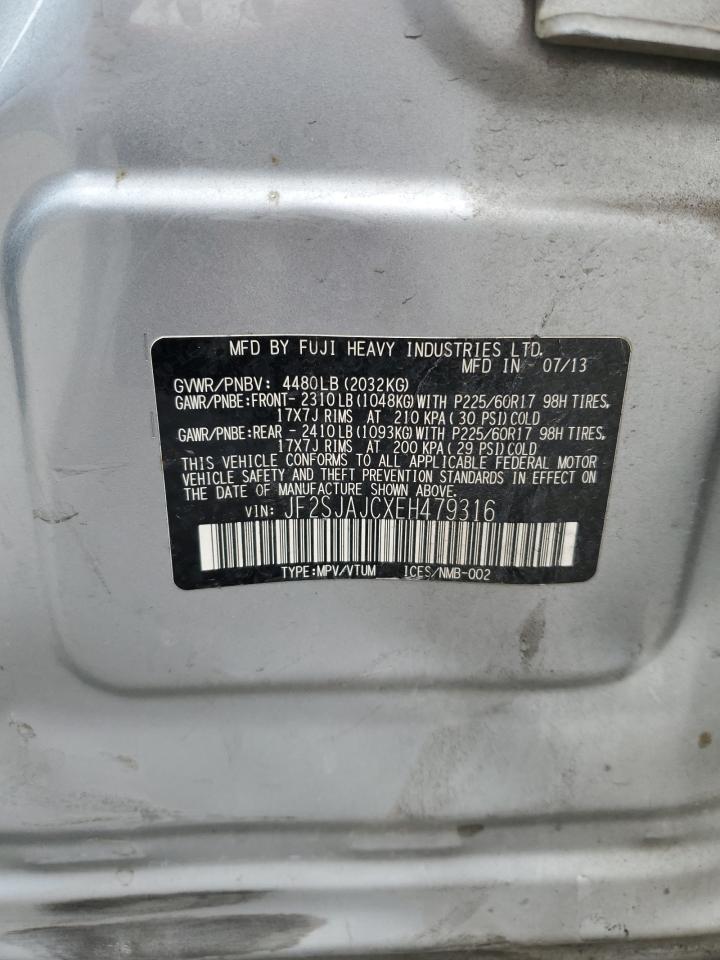 MFD BY FUJI HEAVY INDUSTRIES LTD.
MFD IN 07/13
GVWR/PNBV: 4480LB(2032KG)
GAWR/PNBE:FRONT-2310LB(1048KG)WITH P225/60R17 98H TIRES,
17X7J RIMS AT 210 KPA(30 PSI)COLD
GAWR/PNBE:REAR -2410LB(1093KG)WITH P225/60R17 98H TIRES,
17X7J RIMS AT 200 KPA(29 PSI)COLD
THIS VEHICLE CONFORMS TO ALL APPLICABLE FEDERAL MOTOR
VEHICLE SAFETY AND THEFT PREVENTION STANDARDS IN EFFECT
ON THE DATE OF MANUFACTURE SHOWN ABOVE.
VIN: JF2SJAJCXEH479316
TYPE:MPV/VTUM ICES/NMB-002